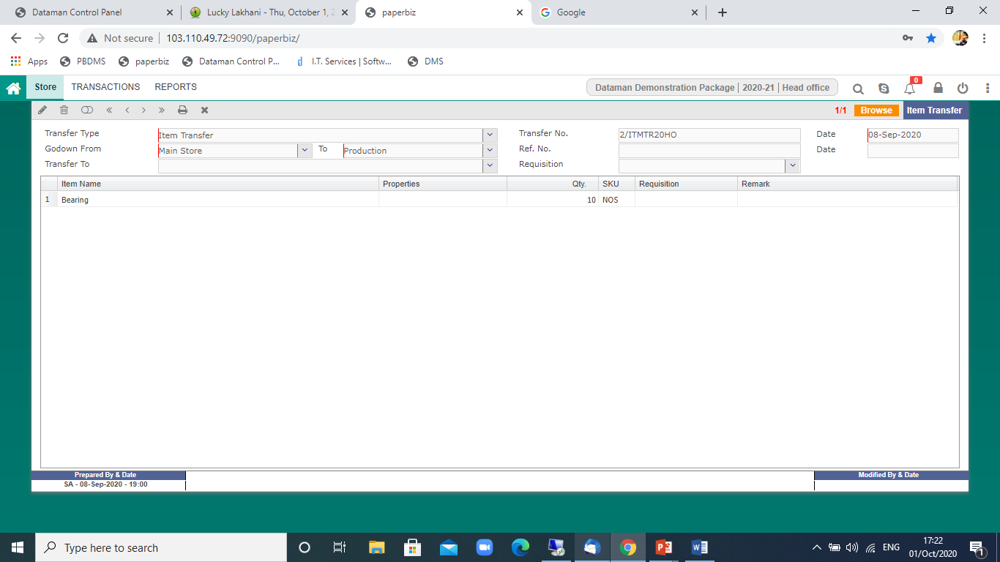 Dataman Control Panel
Lucky Lakhani - Thu, October 1, 2
paperbiz
Google
Not secure 103.110.49.72:9090/paperbiz/
Apps PBDMS paperbiz Dataman Control P... I.T. Services | Softw... DMS
Store TRANSACTIONS REPORTS Dataman Demonstration Package | 2020-21 | Head office 0
1/1 Browse Item Transfer
Transfer Type Item Transfer Transfer No. 2/ITMTR20HO Date 08-Sep-2020
Godown From Main Store To Production Ref. No. Date
Transfer To Requisition
Item Name Properties Qty. SKU Requisition Remark
1 Bearing 10 NOS
Prepared By & Date Modified By & Date
SA - 08-Sep-2020 - 19:00
Type here to search ENG 17:22
01/Oct/2020 1